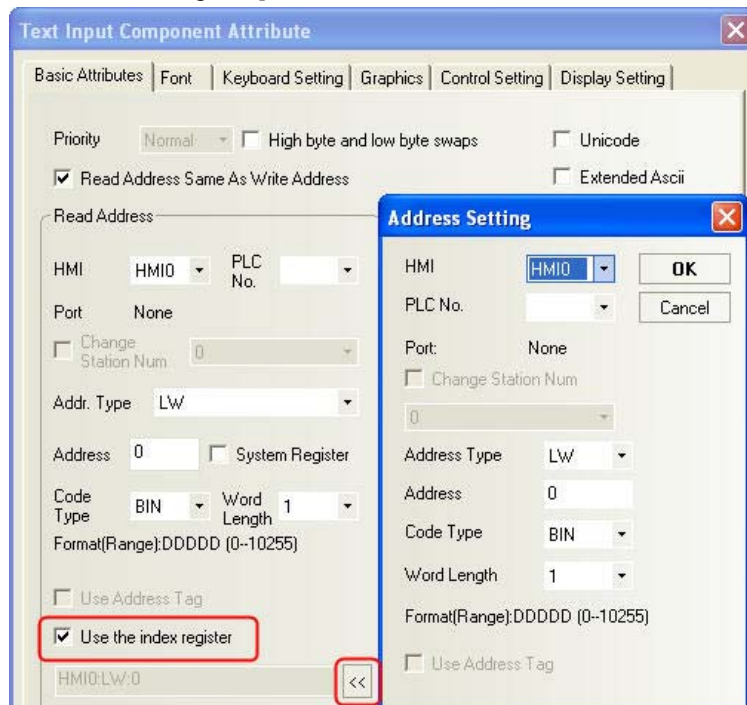 Text Input Component Attribute
Basic Attributes Font Keyboard Setting Graphics Control Setting Display Setting
Priority Normal High byte and low byte swaps Unicode
Read Address Same As Write Address Extended Ascii
Read Address
HMI HMI0 PLC No.
Port None
Change Station Num 0
Addr. Type LW
Address 0 System Register
Code Type BIN Word Length 1
Format(Range):DDDDD (0--10255)
Use Address Tag
Use the index register
HMI0:LW:0 <<
Address Setting
HMI HMI0 OK
PLC No. Cancel
Port: None
Change Station Num
0
Address Type LW
Address 0
Code Type BIN
Word Length 1
Format(Range):DDDDD (0--10255)
Use Address Tag